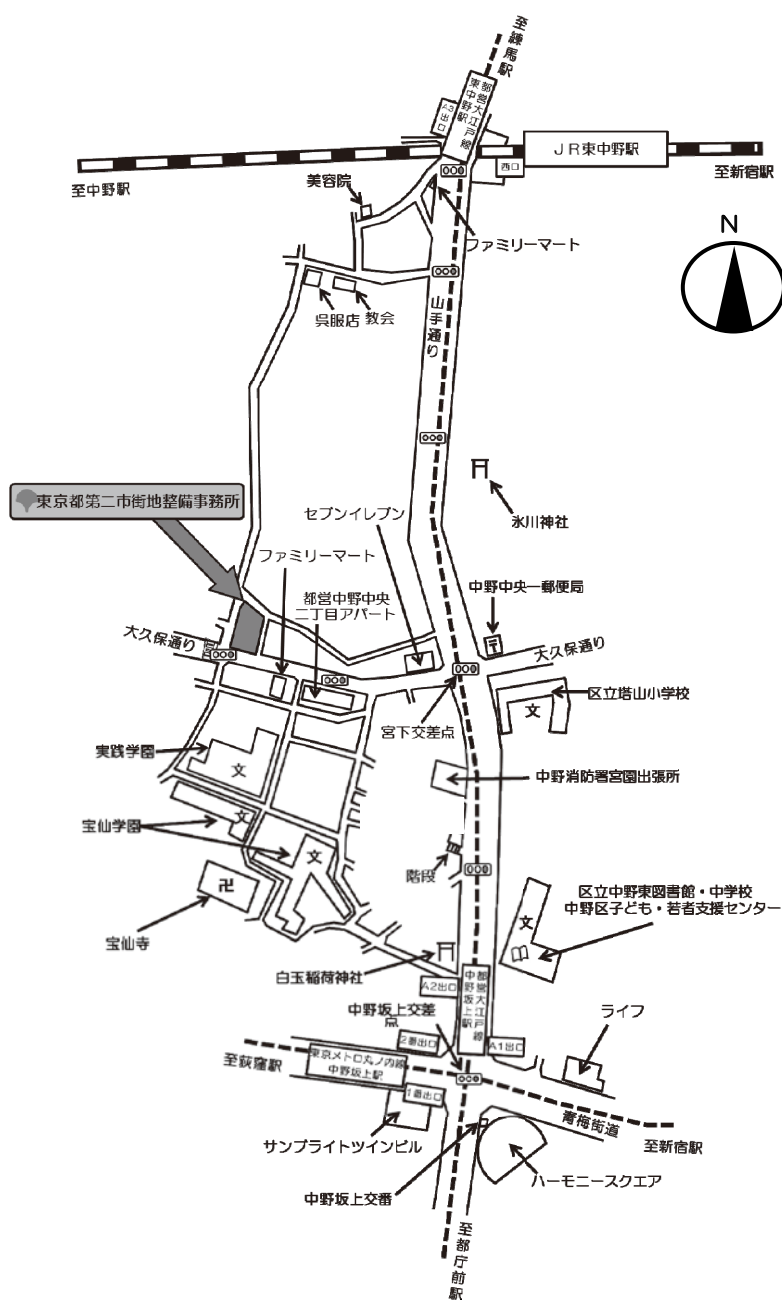 至練馬駅
都営大江戸線
東中野駅
A3出口
JR東中野駅
西口
至中野駅
至新宿駅
美容院
ファミリーマート
N
呉服店
教会
山手通り
東京都第二市街地整備事務所
氷川神社
セブンイレブン
ファミリーマート
中野中央一郵便局
都営中野中央
二丁目アパート
大久保通り
大久保通り
区立塔山小学校
文
宮下交差点
実践学園
文
中野消防署宮園出張所
宝仙学園
文
文
階段
卍
区立中野東図書館・中学校
中野区子ども・若者支援センター
文
宝仙寺
白玉稲荷神社
A2出口
都営大江戸線
中野坂上駅
中野坂上交差
点
ライフ
2番出口
A1出口
至荻窪駅
東京メトロ丸ノ内線
中野坂上駅
1番出口
青梅街道
至新宿駅
サンブライトツインビル
ハーモニースクエア
中野坂上交番
至都庁前駅